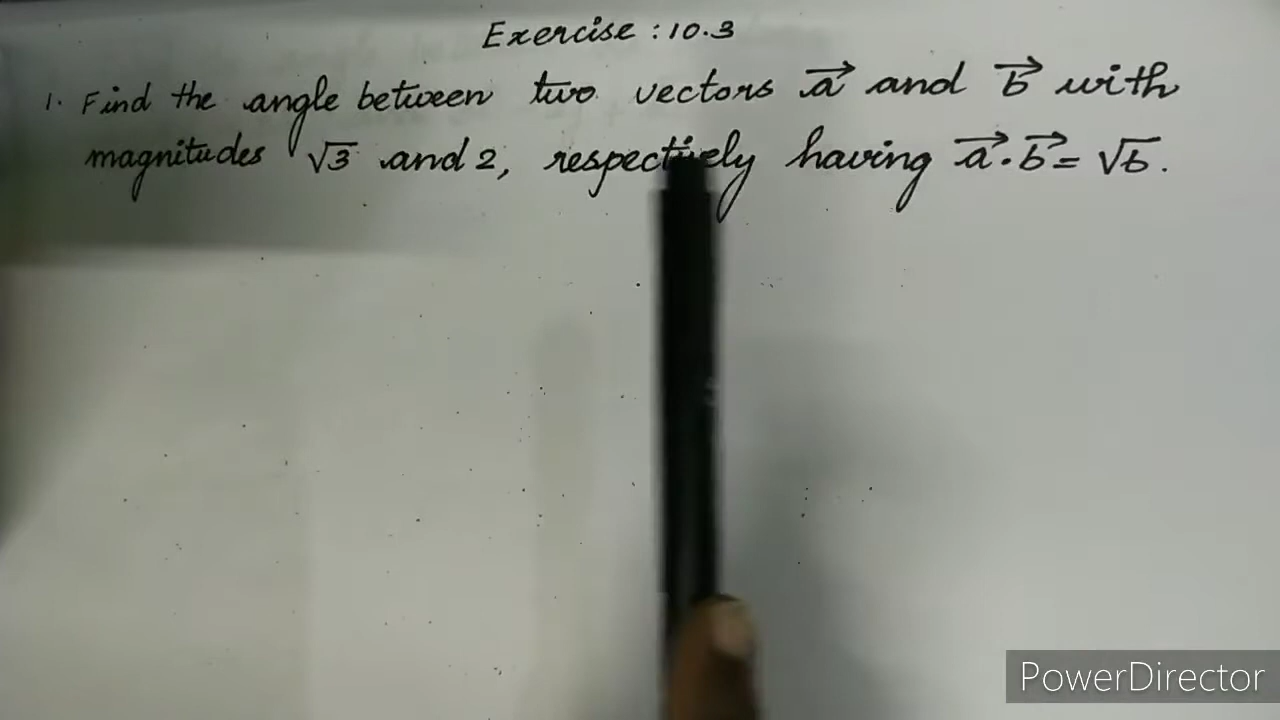 Exercise : 10.3
1. Find the angle between two vectors a⃗ and b⃗ with
magnitudes √3 and 2, respectively having a⃗·b⃗ = √6.
PowerDirector